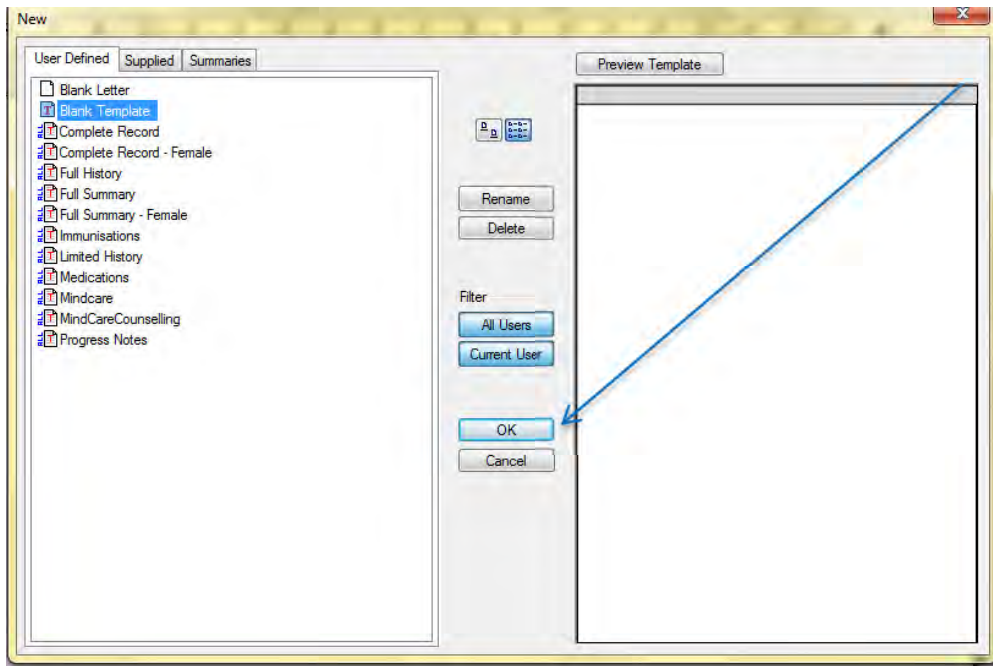 New
User Defined Supplied Summaries
Preview Template
Blank Letter
Blank Template
Complete Record
Complete Record - Female
Full History
Full Summary
Full Summary - Female
Immunisations
Limited History
Medications
Mindcare
MindCareCounselling
Progress Notes
Rename
Delete
Filter
All Users
Current User
OK
Cancel